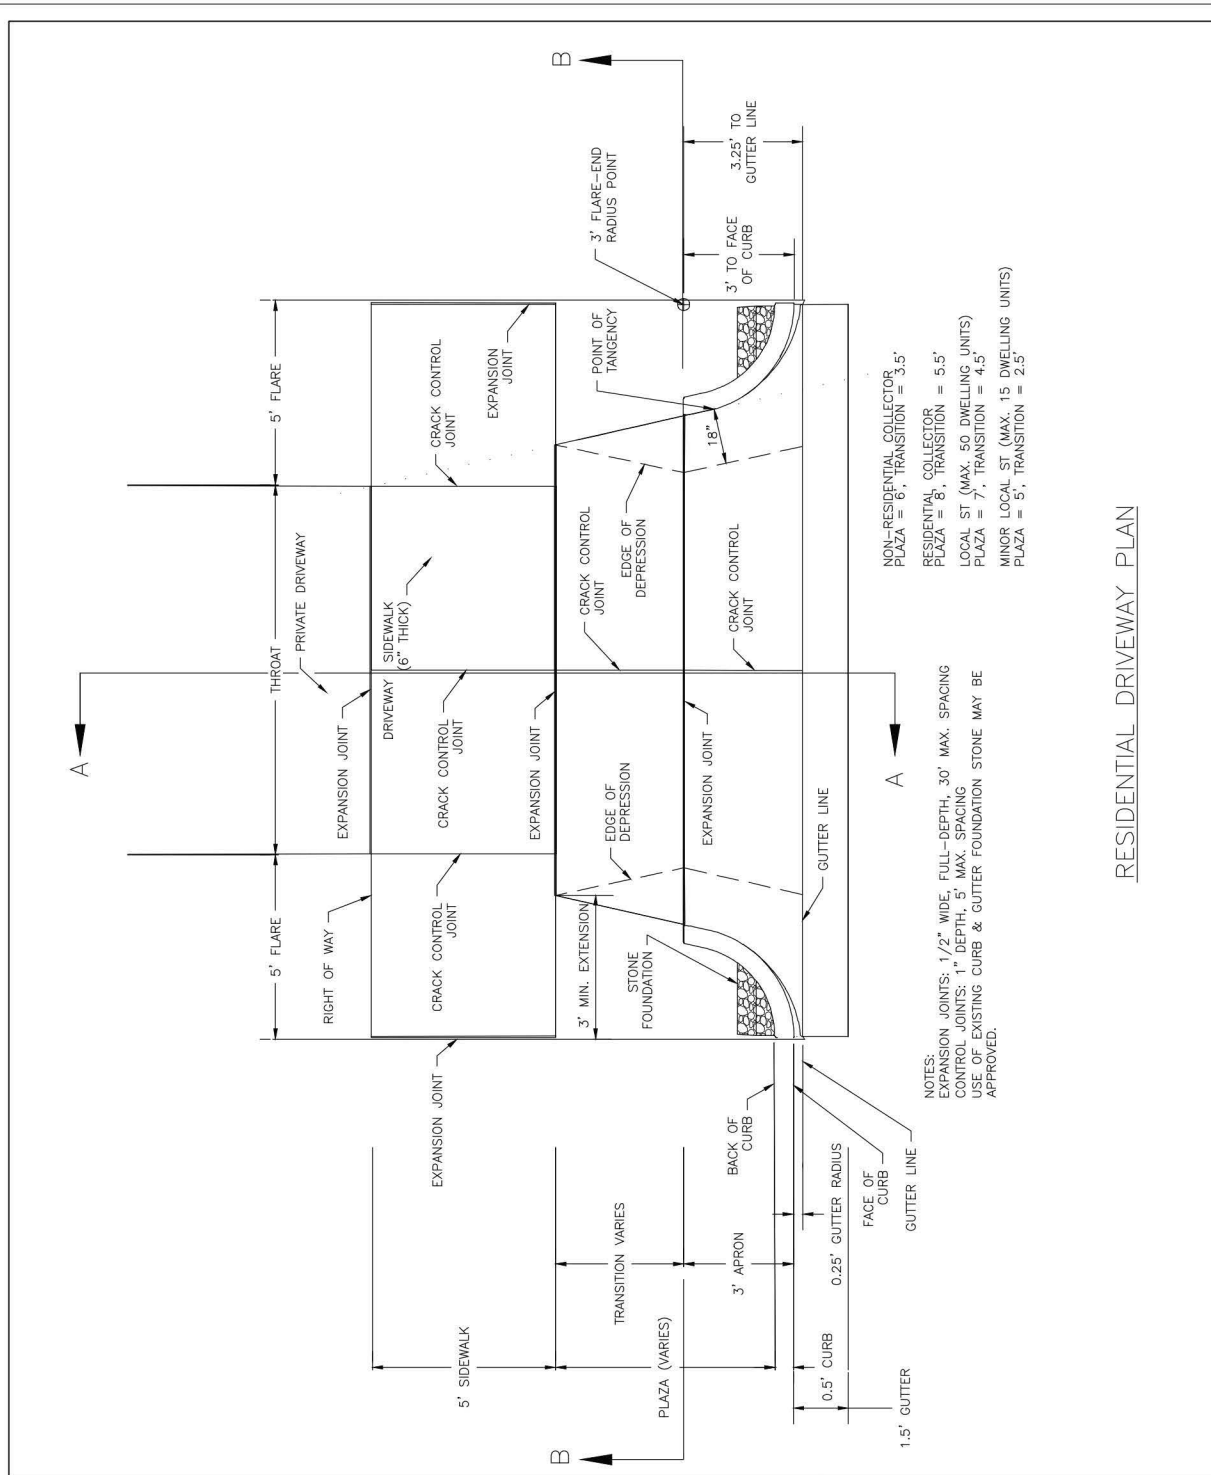 A
A
B
B
5' FLARE
THROAT
5' FLARE
PRIVATE DRIVEWAY
RIGHT OF WAY
EXPANSION JOINT
DRIVEWAY SIDEWALK
(6" THICK)
CRACK CONTROL
JOINT
CRACK CONTROL
JOINT
CRACK CONTROL
JOINT
EXPANSION JOINT
EXPANSION
JOINT
EXPANSION JOINT
3' MIN. EXTENSION
EDGE OF
DEPRESSION
CRACK CONTROL
JOINT
EDGE OF
DEPRESSION
POINT OF
TANGENCY
3' FLARE-END
RADIUS POINT
STONE
FOUNDATION
EXPANSION JOINT
CRACK CONTROL
JOINT
18"
3' TO FACE
OF CURB
3.25' TO
GUTTER LINE
GUTTER LINE
5' SIDEWALK
TRANSITION VARIES
PLAZA (VARIES)
3' APRON
BACK OF
CURB
0.5' CURB
0.25' GUTTER RADIUS
FACE OF
CURB
GUTTER LINE
1.5' GUTTER
NOTES:
EXPANSION JOINTS: 1/2" WIDE, FULL-DEPTH, 30' MAX. SPACING
CONTROL JOINTS: 1" DEPTH, 5' MAX. SPACING
USE OF EXISTING CURB & GUTTER FOUNDATION STONE MAY BE
APPROVED.
NON-RESIDENTIAL COLLECTOR
PLAZA = 6', TRANSITION = 3.5'
RESIDENTIAL COLLECTOR
PLAZA = 8', TRANSITION = 5.5'
LOCAL ST (MAX. 50 DWELLING UNITS)
PLAZA = 7', TRANSITION = 4.5'
MINOR LOCAL ST (MAX. 15 DWELLING UNITS)
PLAZA = 5', TRANSITION = 2.5'
RESIDENTIAL DRIVEWAY PLAN